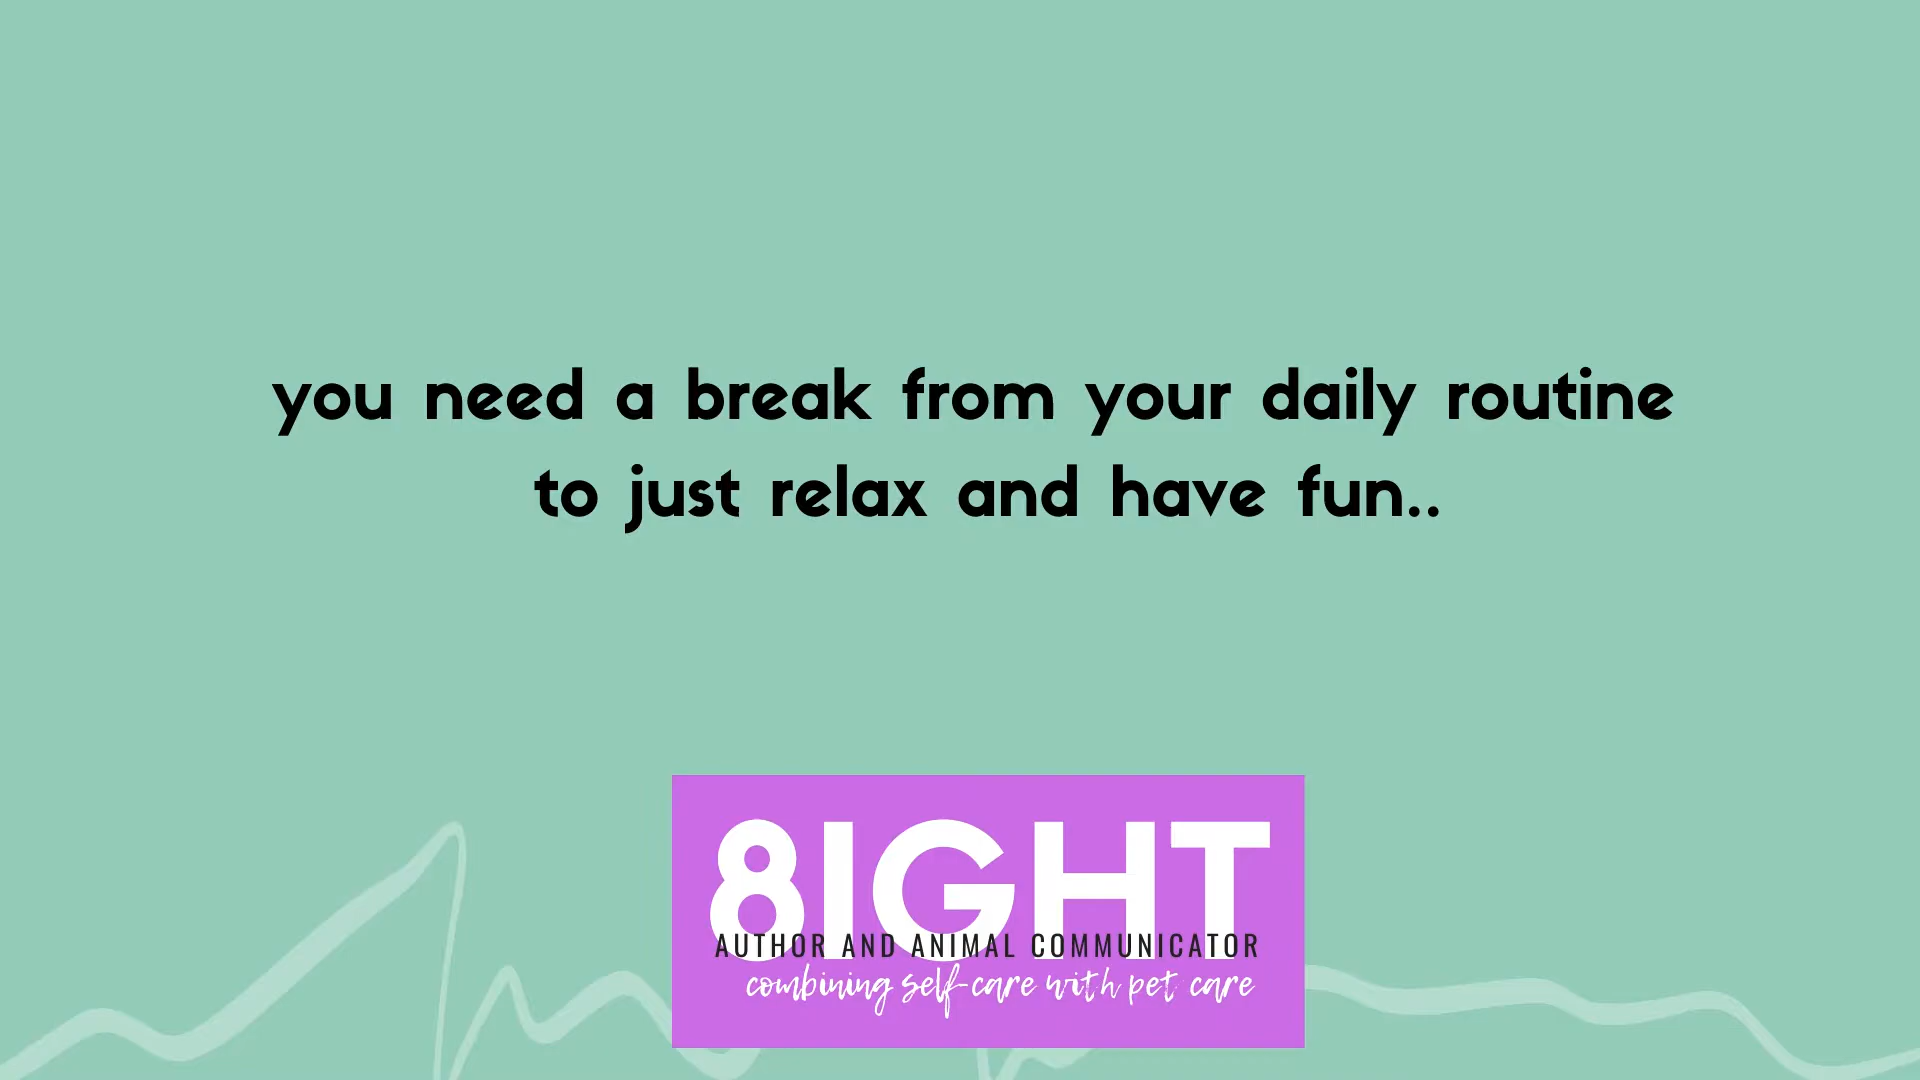 you need a break from your daily routine
to just relax and have fun..
8IGHT
AUTHOR AND ANIMAL COMMUNICATOR
combining self-care with pet care